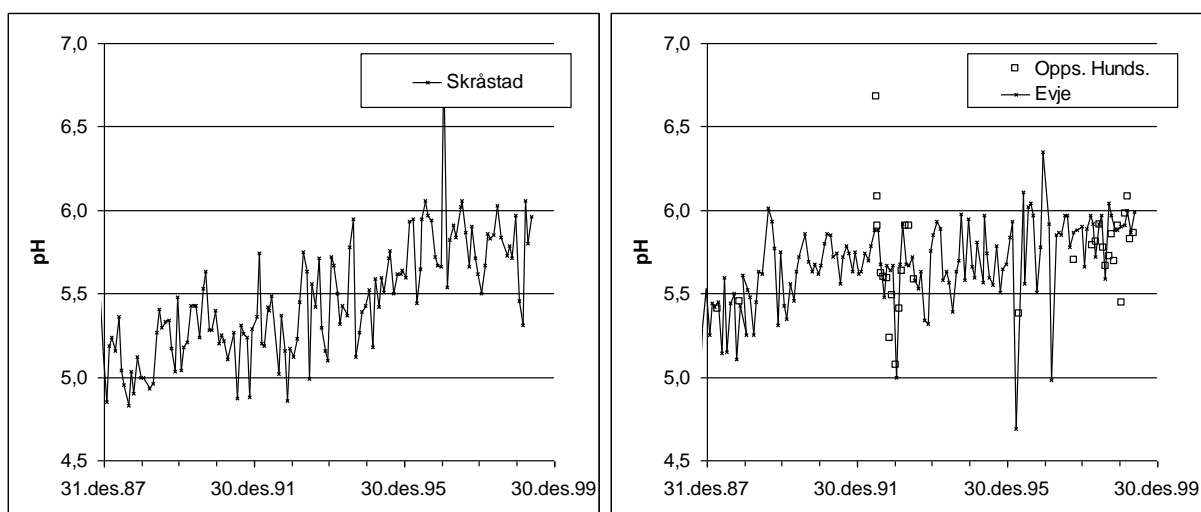 7,0
6,5
6,0
5,5
5,0
4,5
pH
Skråstad
31.des.87
30.des.91
30.des.95
30.des.99
7,0
6,5
6,0
5,5
5,0
4,5
pH
Opps. Hunds.
Evje
31.des.87
30.des.91
30.des.95
30.des.99